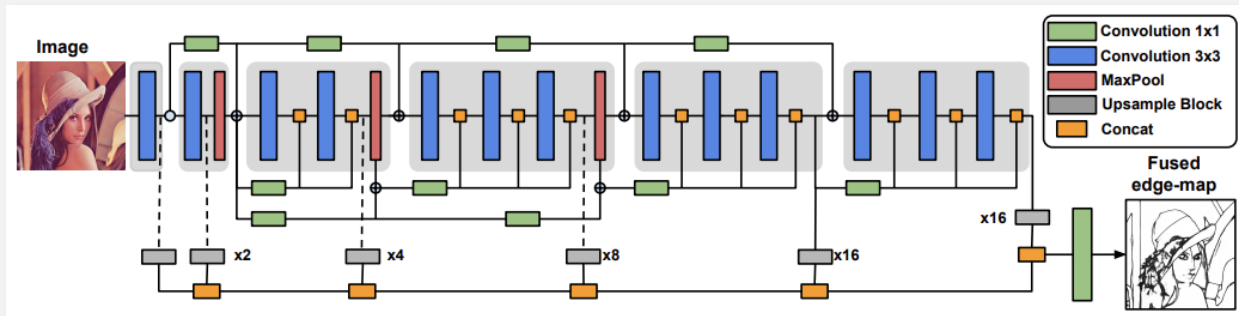 Image
Convolution 1x1
Convolution 3x3
MaxPool
Upsample Block
Concat
Fused
edge-map
x16
x2
x4
x8
x16